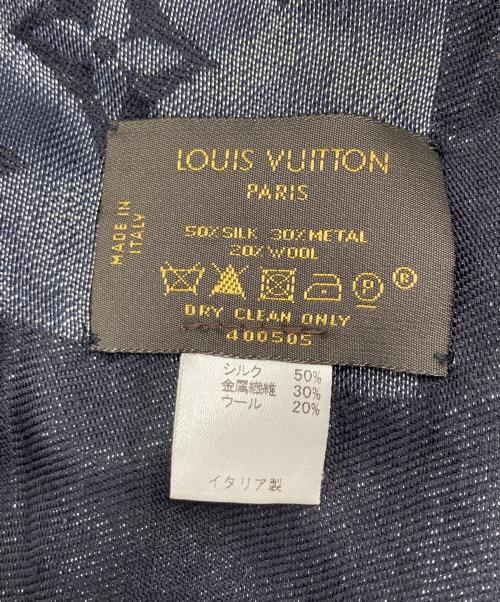 LOUIS VUITTON
PARIS
MADE IN
ITALY
50% SILK 30% METAL
20% WOOL
P
®
DRY CLEAN ONLY
400505
シルク 50%
金属繊維 30%
ウール 20%
イタリア製